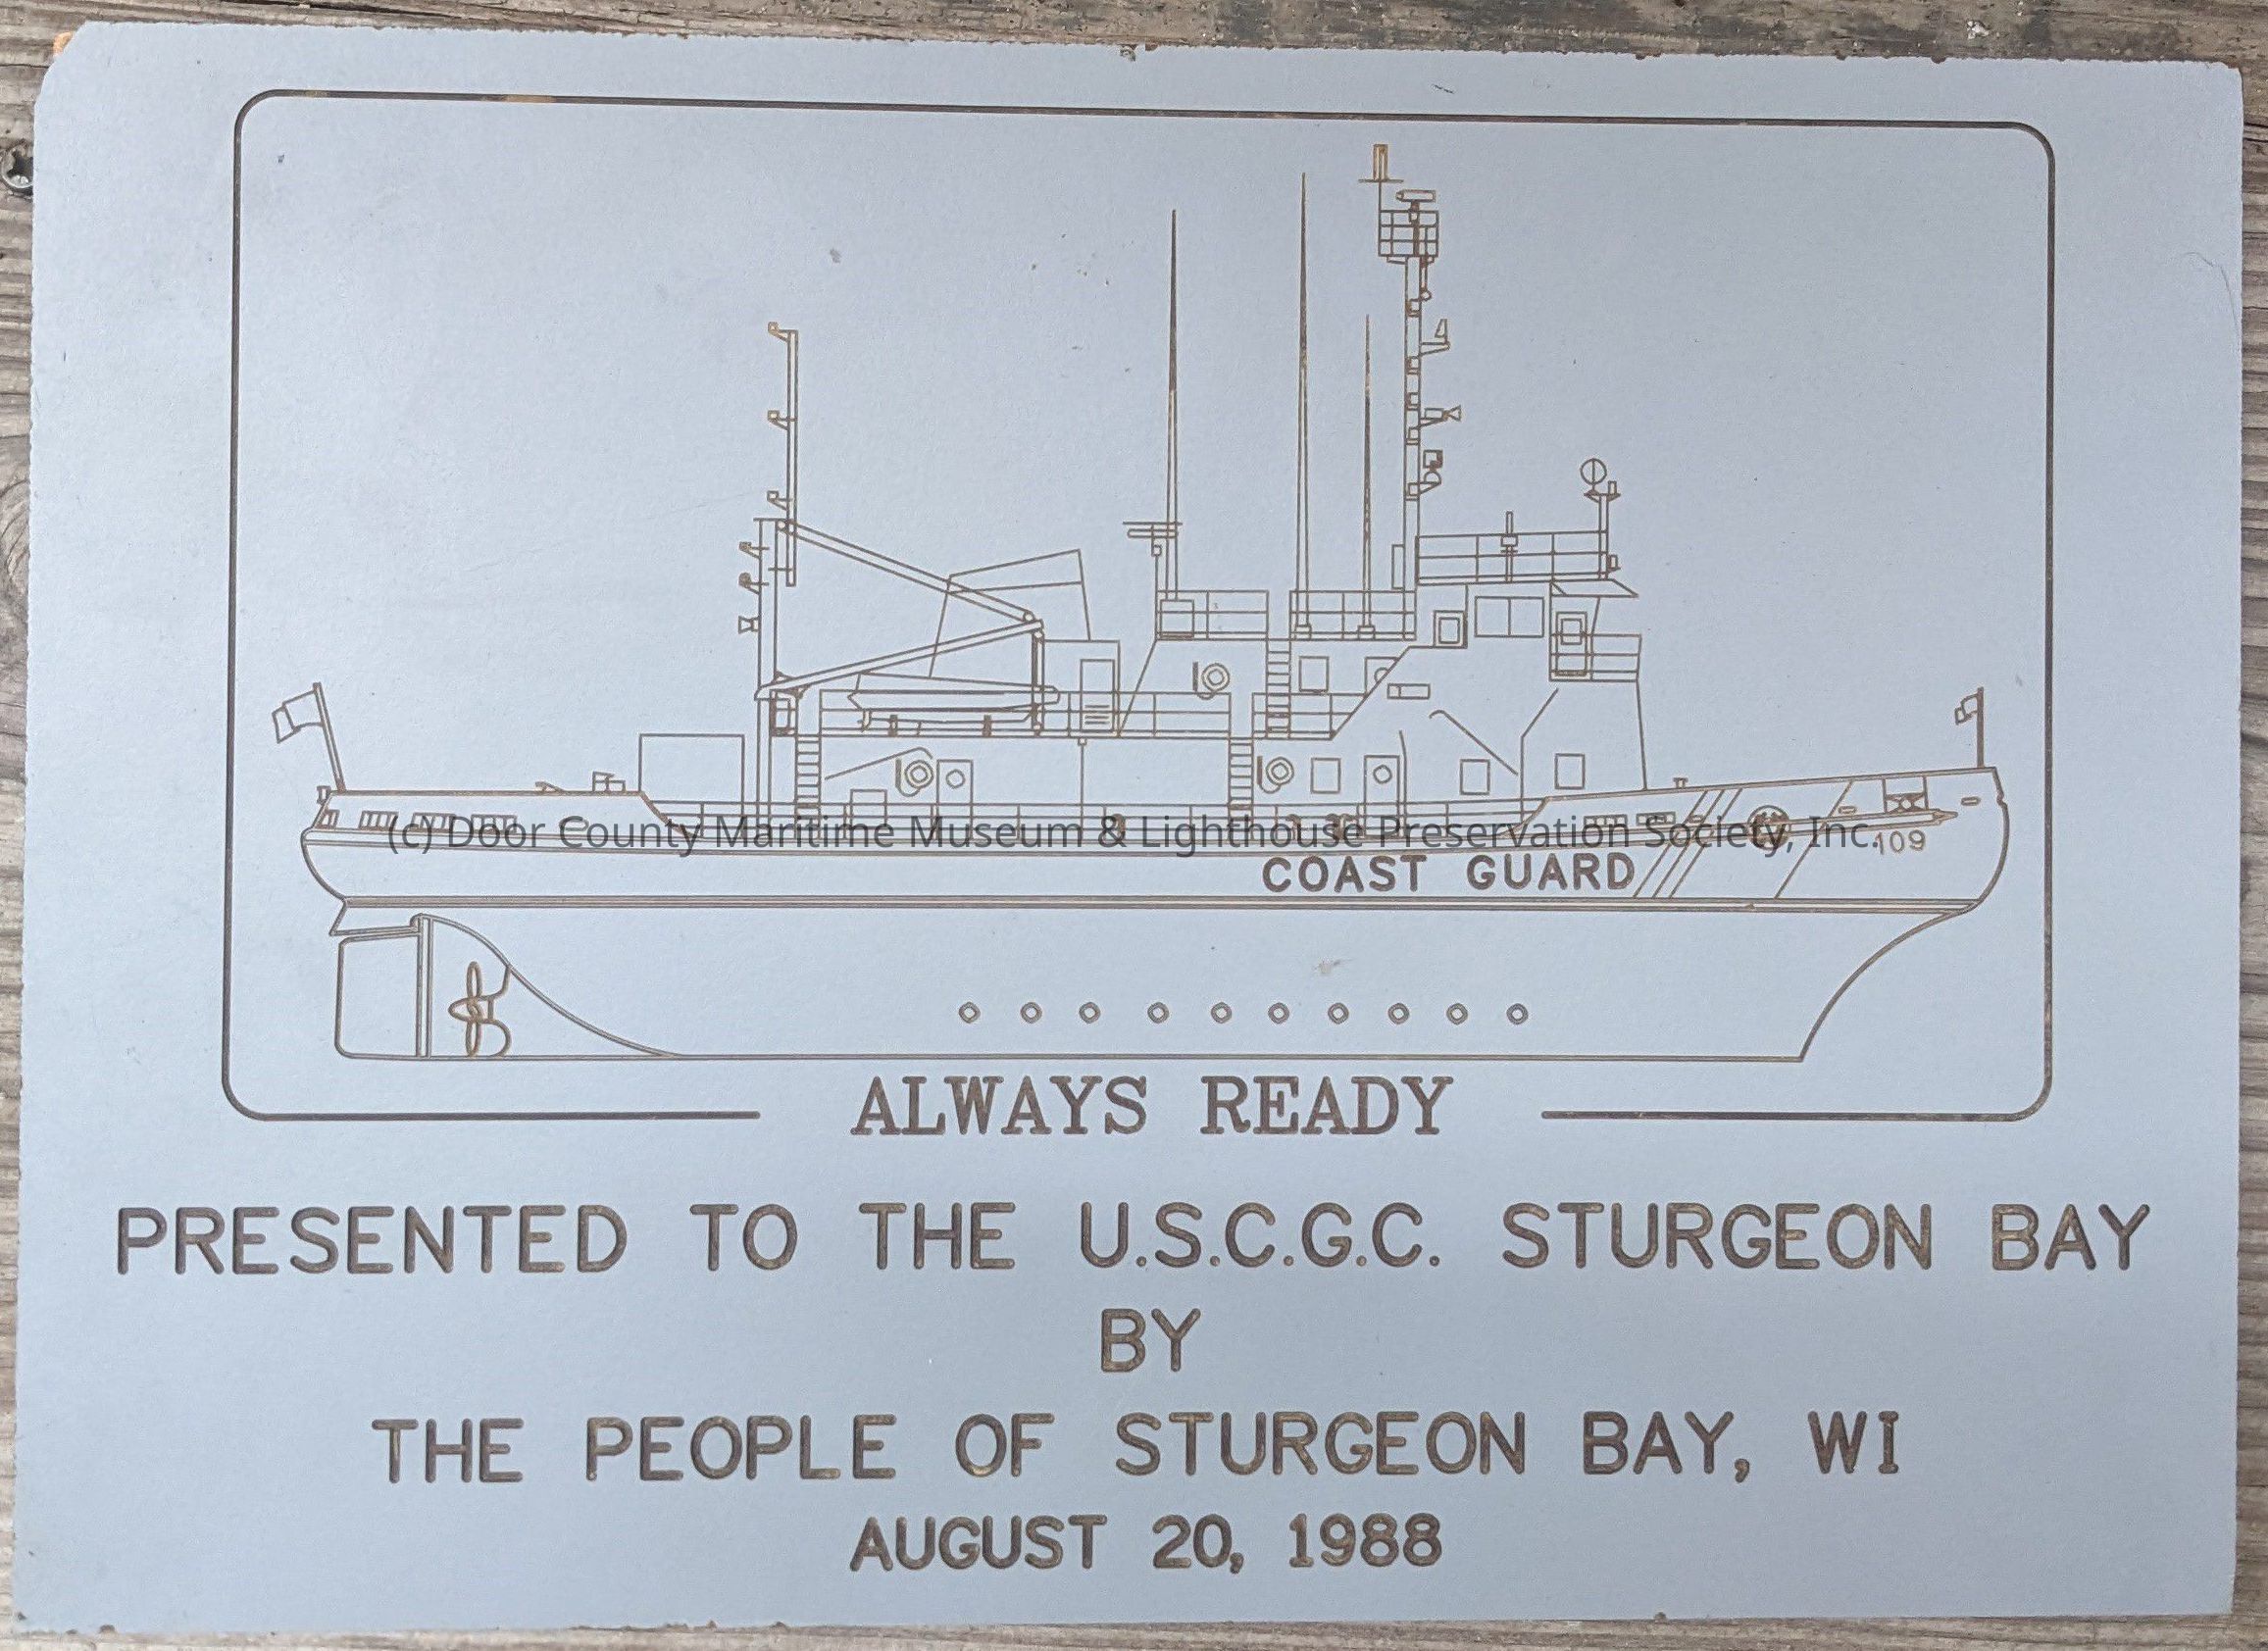 (c) Door County Maritime Museum & Lighthouse Preservation Society, Inc.
109
COAST GUARD
ALWAYS READY
PRESENTED TO THE U.S.C.G.C. STURGEON BAY
BY
THE PEOPLE OF STURGEON BAY, WI
AUGUST 20, 1988